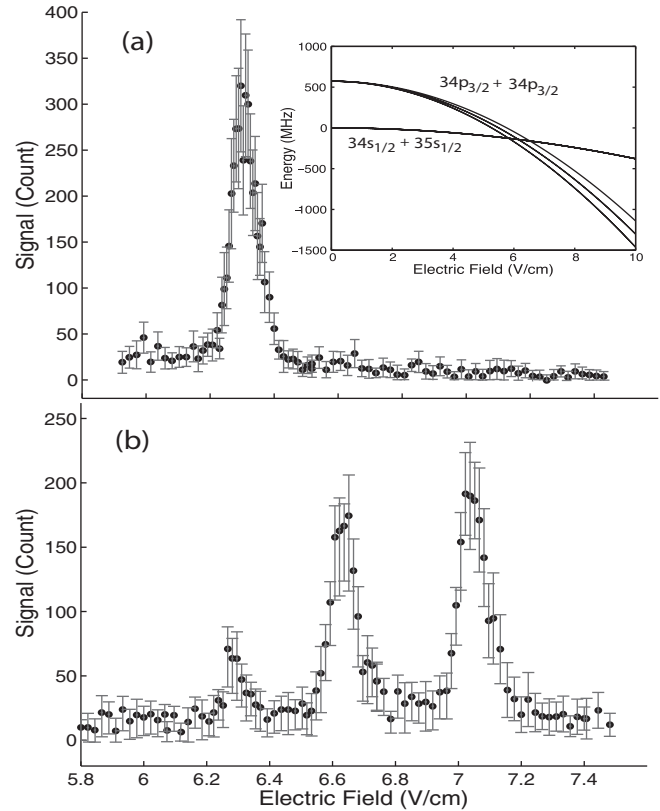 (a)
Signal (Count)
400
350
300
250
200
150
100
50
0
1000
500
0
−500
−1000
−1500
Energy (MHz)
34p3/2 + 34p3/2
34s1/2 + 35s1/2
0 2 4 6 8 10
Electric Field (V/cm)
(b)
Signal (Count)
250
200
150
100
50
0
5.8 6 6.2 6.4 6.6 6.8 7 7.2 7.4
Electric Field (V/cm)